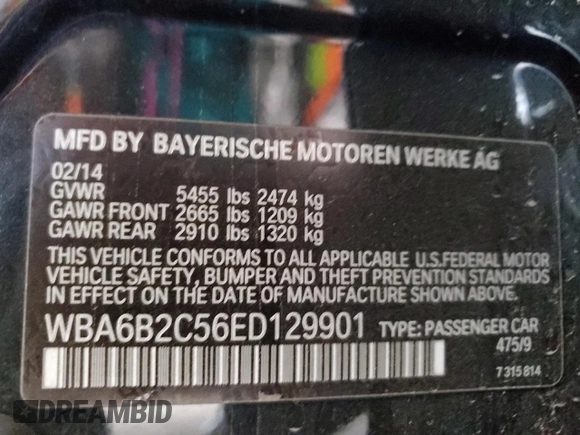 MFD BY BAYERISCHE MOTOREN WERKE AG
02/14
GVWR 5455 lbs 2474 kg
GAWR FRONT 2665 lbs 1209 kg
GAWR REAR 2910 lbs 1320 kg
THIS VEHICLE CONFORMS TO ALL APPLICABLE U.S.FEDERAL MOTOR
VEHICLE SAFETY, BUMPER AND THEFT PREVENTION STANDARDS
IN EFFECT ON THE DATE OF MANUFACTURE SHOWN ABOVE.
WBA6B2C56ED129901 TYPE: PASSENGER CAR
475/9
7 315 814
DREAMBID